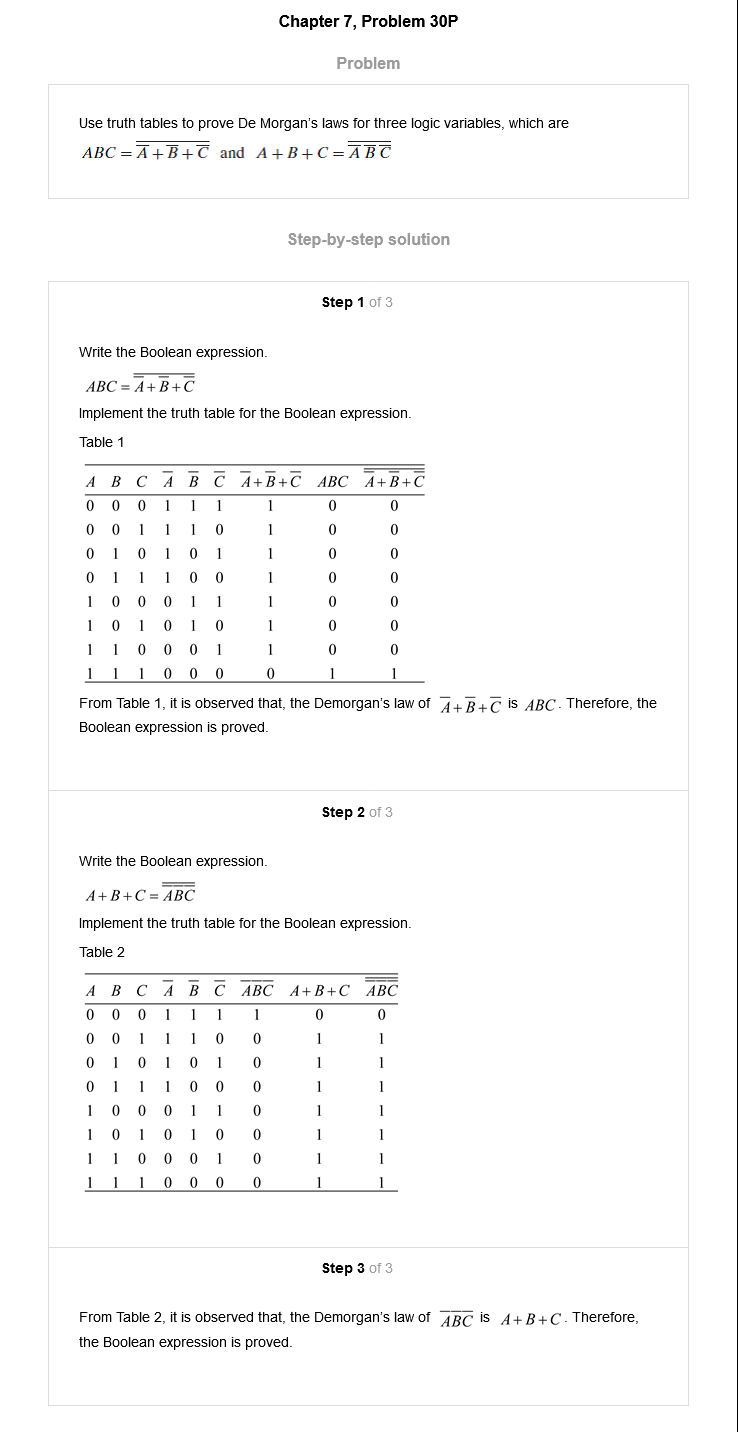 Chapter 7, Problem 30P
Problem
Use truth tables to prove De Morgan's laws for three logic variables, which are
ABC = \overline{\overline{A} + \overline{B} + \overline{C}} and A + B + C = \overline{\overline{A} \overline{B} \overline{C}}
Step-by-step solution
Step 1 of 3
Write the Boolean expression.
ABC = \overline{\overline{A} + \overline{B} + \overline{C}}
Implement the truth table for the Boolean expression.
Table 1
A B C \overline{A} \overline{B} \overline{C} \overline{A}+\overline{B}+\overline{C} ABC \overline{\overline{A}+\overline{B}+\overline{C}}
0 0 0 1 1 1 1 0 0
0 0 1 1 1 0 1 0 0
0 1 0 1 0 1 1 0 0
0 1 1 1 0 0 1 0 0
1 0 0 0 1 1 1 0 0
1 0 1 0 1 0 1 0 0
1 1 0 0 0 1 1 0 0
1 1 1 0 0 0 0 1 1
From Table 1, it is observed that, the Demorgan's law of \overline{A}+\overline{B}+\overline{C} is ABC. Therefore, the
Boolean expression is proved.
Step 2 of 3
Write the Boolean expression.
A+B+C = \overline{\overline{A}\overline{B}\overline{C}}
Implement the truth table for the Boolean expression.
Table 2
A B C \overline{A} \overline{B} \overline{C} \overline{A}\overline{B}\overline{C} A+B+C \overline{\overline{A}\overline{B}\overline{C}}
0 0 0 1 1 1 1 0 0
0 0 1 1 1 0 0 1 1
0 1 0 1 0 1 0 1 1
0 1 1 1 0 0 0 1 1
1 0 0 0 1 1 0 1 1
1 0 1 0 1 0 0 1 1
1 1 0 0 0 1 0 1 1
1 1 1 0 0 0 0 1 1
Step 3 of 3
From Table 2, it is observed that, the Demorgan's law of \overline{A}\overline{B}\overline{C} is A+B+C. Therefore,
the Boolean expression is proved.